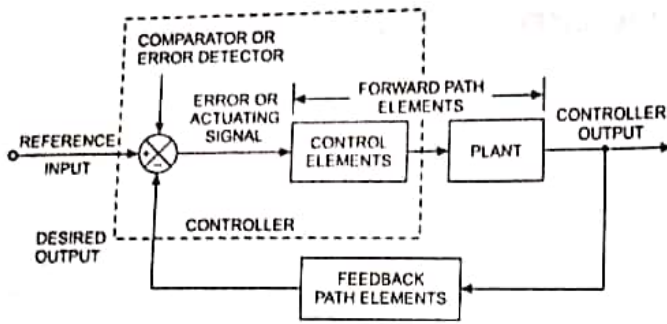 COMPARATOR OR
ERROR DETECTOR
FORWARD PATH
ELEMENTS
ERROR OR
ACTUATING
SIGNAL
CONTROLLER
OUTPUT
REFERENCE
INPUT
+
−
CONTROL
ELEMENTS
PLANT
CONTROLLER
DESIRED
OUTPUT
FEEDBACK
PATH ELEMENTS